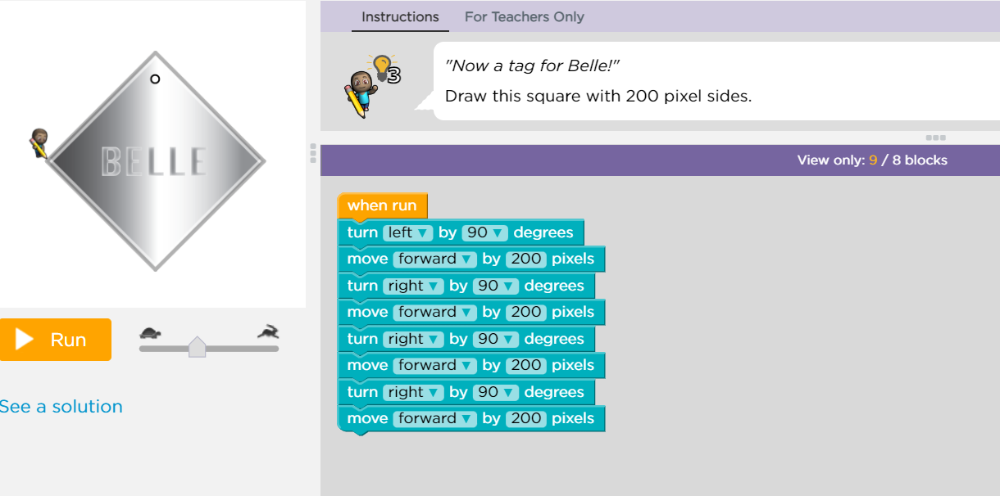 Instructions For Teachers Only
3
"Now a tag for Belle!"
Draw this square with 200 pixel sides.
BELLE
View only: 9 / 8 blocks
when run
turn left ▼ by 90 ▼ degrees
move forward ▼ by 200 pixels
turn right ▼ by 90 ▼ degrees
move forward ▼ by 200 pixels
turn right ▼ by 90 ▼ degrees
move forward ▼ by 200 pixels
turn right ▼ by 90 ▼ degrees
move forward ▼ by 200 pixels
Run
See a solution